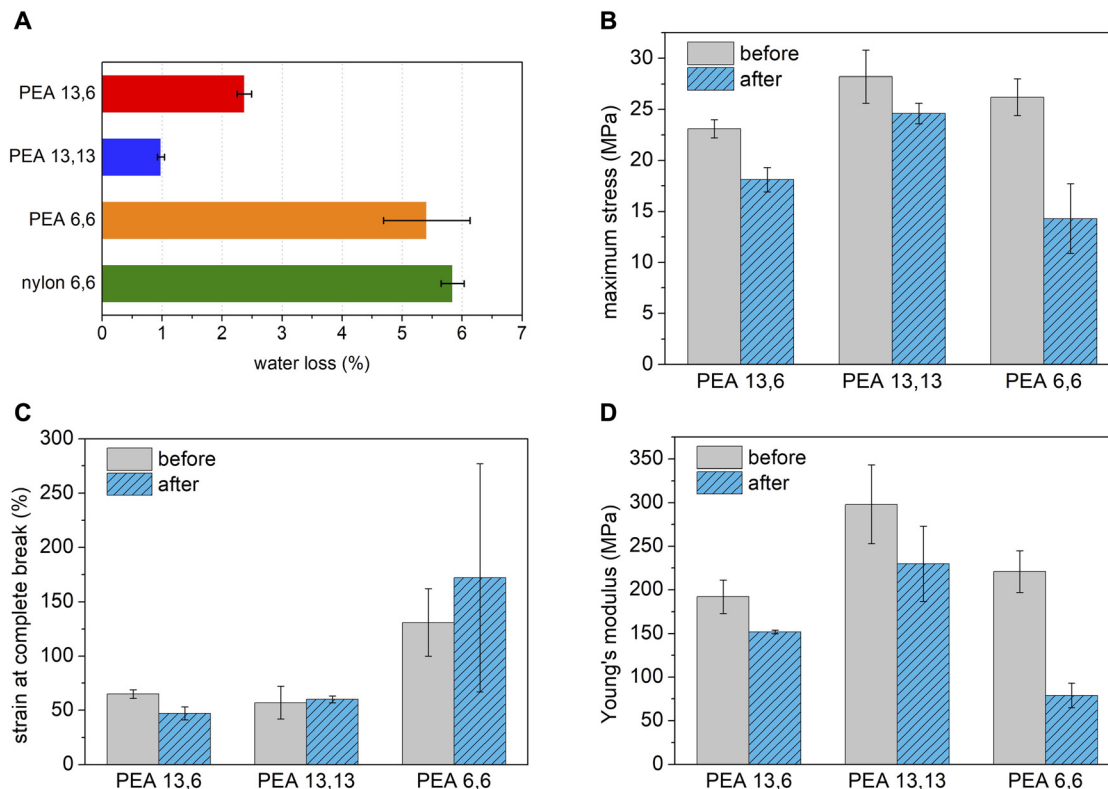 A
PEA 13,6
PEA 13,13
PEA 6,6
nylon 6,6
0 1 2 3 4 5 6 7
water loss (%)
B
before
after
30
25
20
15
10
5
0
maximum stress (MPa)
PEA 13,6 PEA 13,13 PEA 6,6
C
before
after
300
250
200
150
100
50
0
strain at complete break (%)
PEA 13,6 PEA 13,13 PEA 6,6
D
before
after
350
300
250
200
150
100
50
0
Young's modulus (MPa)
PEA 13,6 PEA 13,13 PEA 6,6